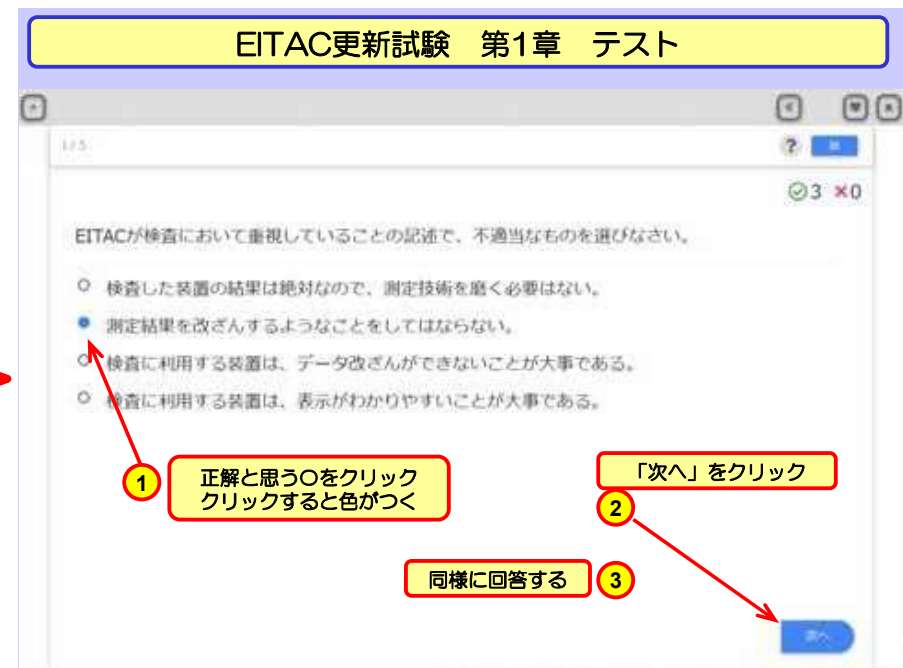 EITAC更新試験　第1章　テスト
1/5
?
3 ×0
EITACが検査において重視していることの記述で、不適当なものを選びなさい。
検査した装置の結果は絶対なので、測定技術を磨く必要はない。
測定結果を改ざんするようなことをしてはならない。
検査に利用する装置は、データ改ざんができないことが大事である。
検査に利用する装置は、表示がわかりやすいことが大事である。
1
正解と思う〇をクリック
クリックすると色がつく
「次へ」をクリック
2
同様に回答する
3
次へ